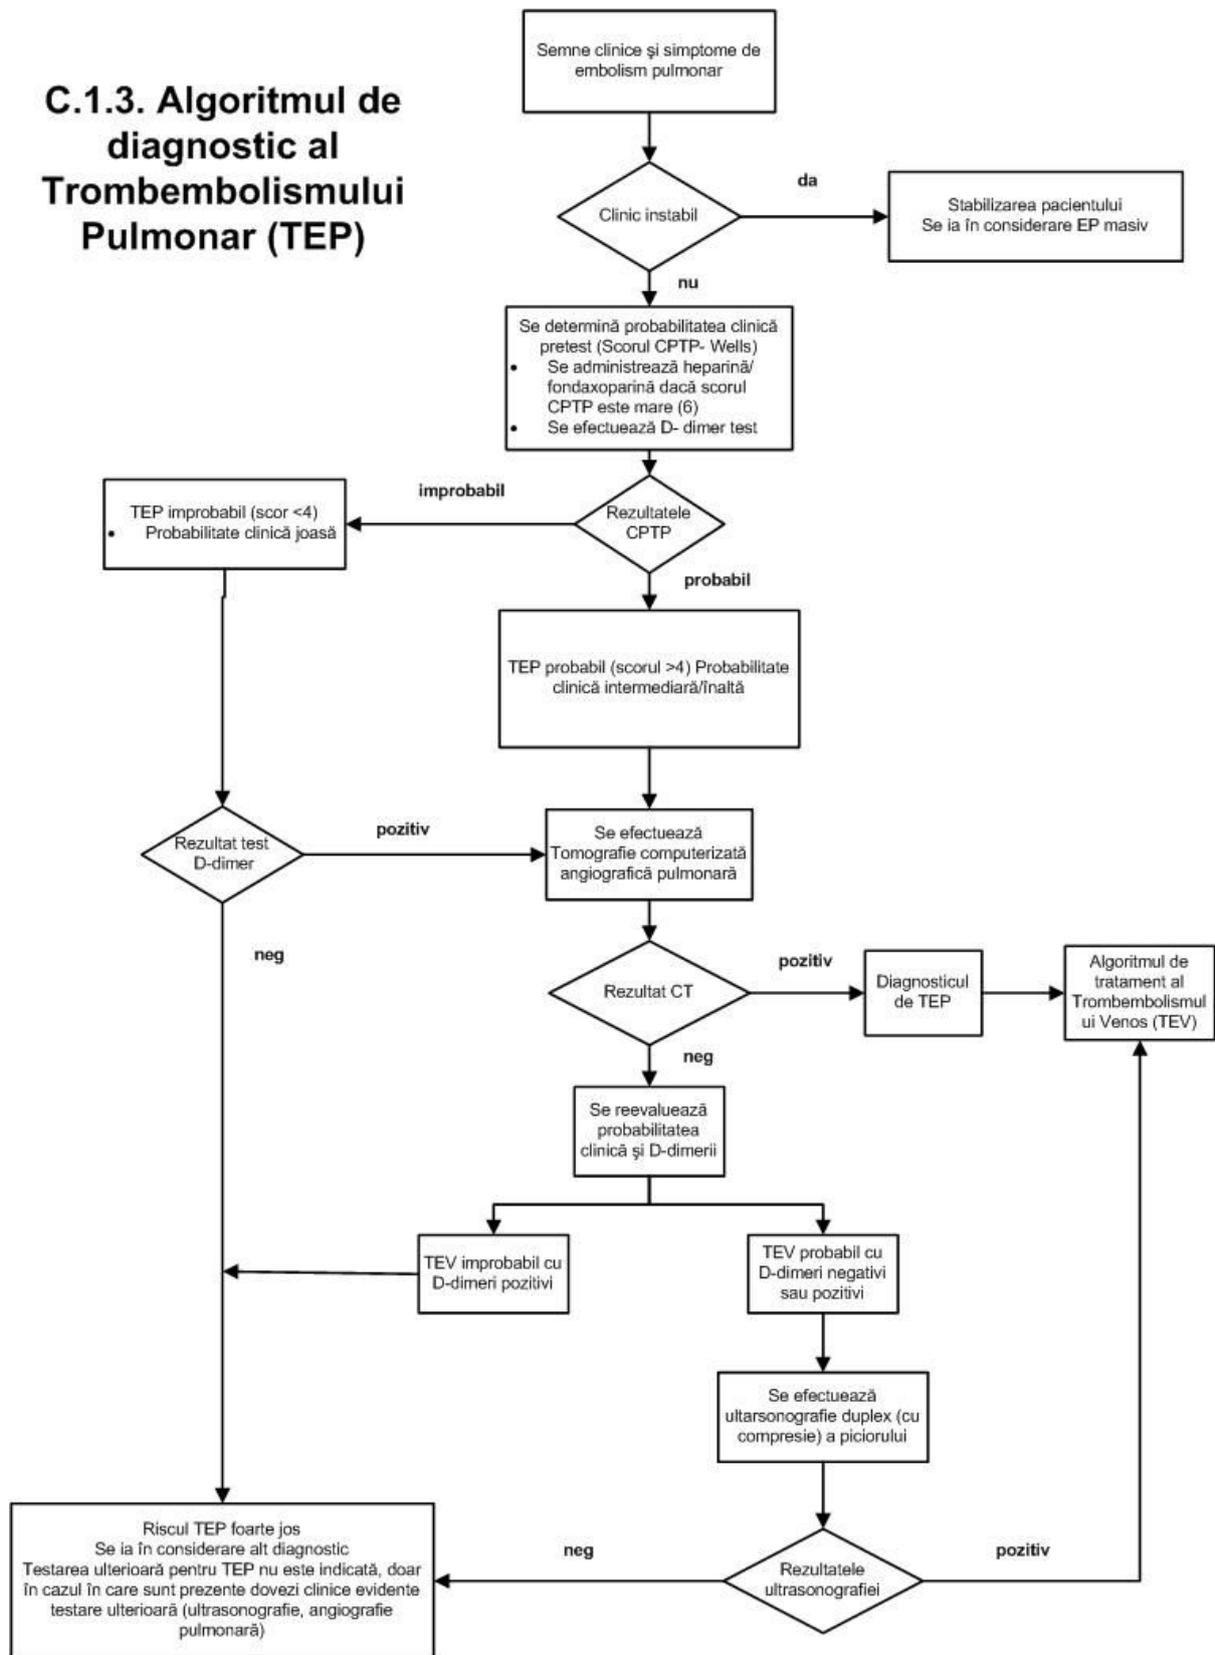 C.1.3. Algoritmul de
diagnostic al
Trombembolismului
Pulmonar (TEP)
Semne clinice şi simptome de
embolism pulmonar
Clinic instabil
da
Stabilizarea pacientului
Se ia în considerare EP masiv
nu
Se determină probabilitatea clinică
pretest (Scorul CPTP- Wells)
• Se administrează heparină/
fondaxoparină dacă scorul
CPTP este mare (6)
• Se efectuează D- dimer test
Rezultatele
CPTP
improbabil
TEP improbabil (scor <4)
• Probabilitate clinică joasă
probabil
TEP probabil (scorul >4) Probabilitate
clinică intermediară/înaltă
Rezultat test
D-dimer
pozitiv
Se efectuează
Tomografie computerizată
angiografică pulmonară
neg
Rezultat CT
pozitiv
Diagnosticul
de TEP
Algoritmul de
tratament al
Trombembolismul
ui Venos (TEV)
neg
Se reevaluează
probabilitatea
clinică şi D-dimerii
TEV improbabil cu
D-dimeri pozitivi
TEV probabil cu
D-dimeri negativi
sau pozitivi
Se efectuează
ultarsonografie duplex (cu
compresie) a piciorului
Rezultatele
ultrasonografiei
neg
pozitiv
Riscul TEP foarte jos
Se ia în considerare alt diagnostic
Testarea ulterioară pentru TEP nu este indicată, doar
în cazul în care sunt prezente dovezi clinice evidente
testare ulterioară (ultrasonografie, angiografie
pulmonară)